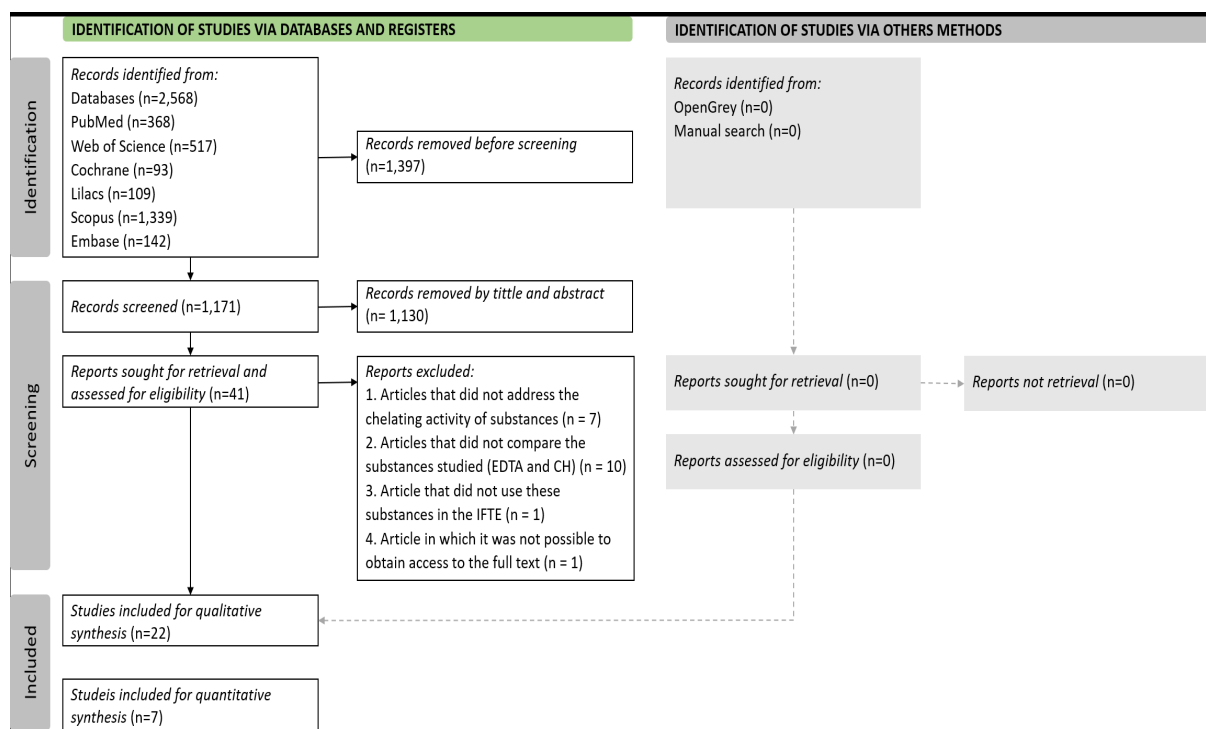 IDENTIFICATION OF STUDIES VIA DATABASES AND REGISTERS
IDENTIFICATION OF STUDIES VIA OTHERS METHODS
Identification
Records identified from:
Databases (n=2,568)
PubMed (n=368)
Web of Science (n=517)
Cochrane (n=93)
Lilacs (n=109)
Scopus (n=1,339)
Embase (n=142)
Records removed before screening
(n=1,397)
Records identified from:
OpenGrey (n=0)
Manual search (n=0)
Screening
Records screened (n=1,171)
Records removed by tittle and abstract
(n= 1,130)
Reports sought for retrieval and
assessed for eligibility (n=41)
Reports excluded:
1. Articles that did not address the
chelating activity of substances (n = 7)
2. Articles that did not compare the
substances studied (EDTA and CH) (n = 10)
3. Article that did not use these
substances in the IFTE (n = 1)
4. Article in which it was not possible to
obtain access to the full text (n = 1)
Reports sought for retrieval (n=0)
Reports not retrieval (n=0)
Reports assessed for eligibility (n=0)
Included
Studies included for qualitative
synthesis (n=22)
Studeis included for quantitative
synthesis (n=7)